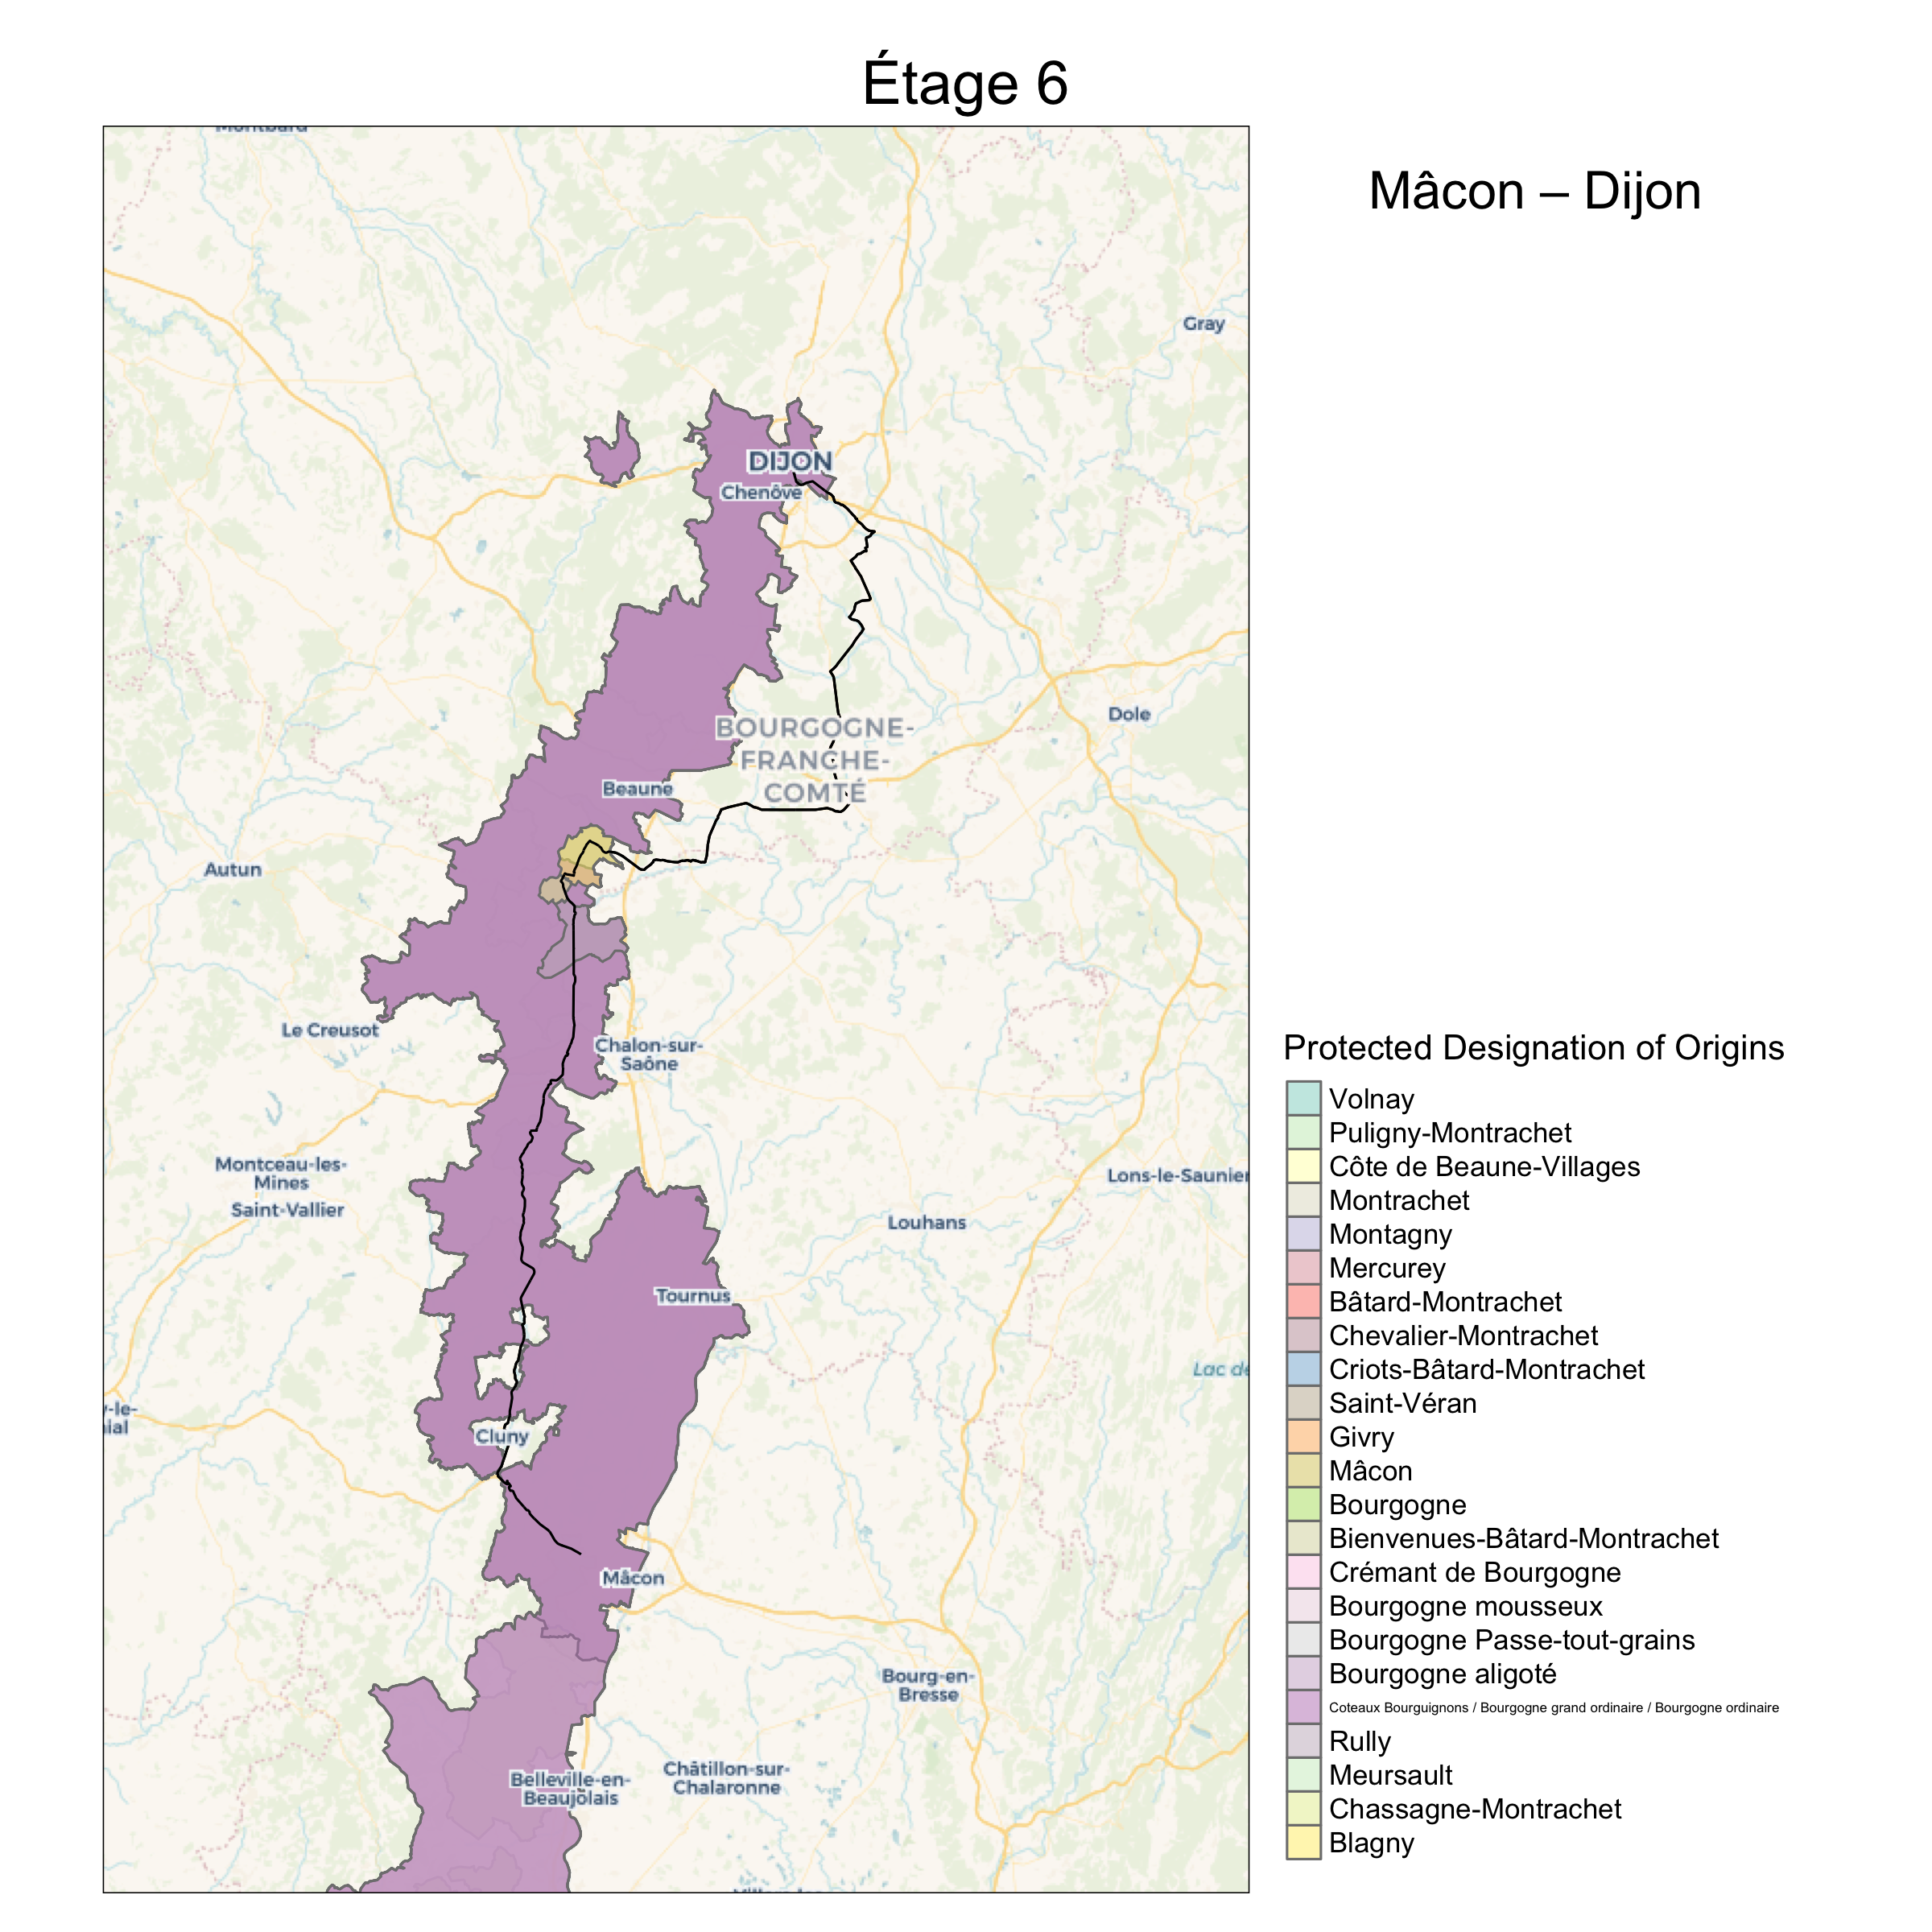 Étage 6
Mâcon – Dijon
Gray
DIJON
Chenôve
Dole
BOURGOGNE-
FRANCHE-
COMTÉ
Beaune
Autun
Le Creusot
Chalon-sur-
Saône
Montceau-les-
Mines
Saint-Vallier
Lons-le-Saunier
Louhans
Tournus
Lac de
y-le-
nial
Cluny
Mâcon
Bourg-en-
Bresse
Belleville-en-
Beaujolais
Châtillon-sur-
Chalaronne
Protected Designation of Origins
Volnay
Puligny-Montrachet
Côte de Beaune-Villages
Montrachet
Montagny
Mercurey
Bâtard-Montrachet
Chevalier-Montrachet
Criots-Bâtard-Montrachet
Saint-Véran
Givry
Mâcon
Bourgogne
Bienvenues-Bâtard-Montrachet
Crémant de Bourgogne
Bourgogne mousseux
Bourgogne Passe-tout-grains
Bourgogne aligoté
Coteaux Bourguignons / Bourgogne grand ordinaire / Bourgogne ordinaire
Rully
Meursault
Chassagne-Montrachet
Blagny